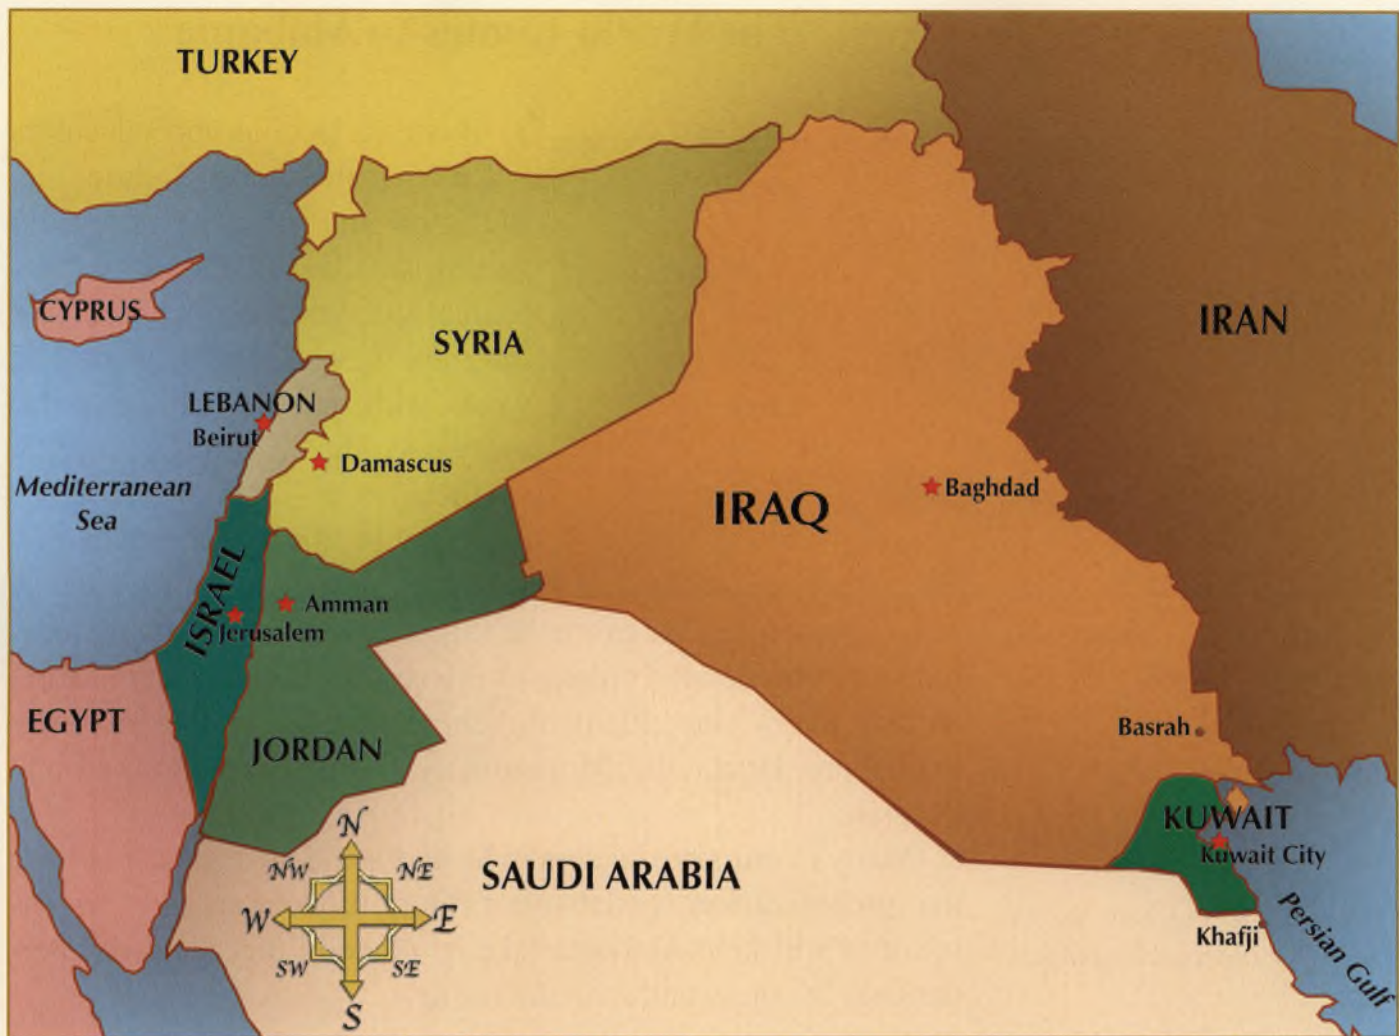 TURKEY
CYPRUS
SYRIA
IRAN
LEBANON
Beirut
Damascus
Mediterranean
Sea
IRAQ
Baghdad
ISRAEL
Jerusalem
Amman
EGYPT
JORDAN
Basrah
KUWAIT
Kuwait City
SAUDI ARABIA
Khafji
Persian Gulf
N
NW
NE
W
E
SW
SE
S